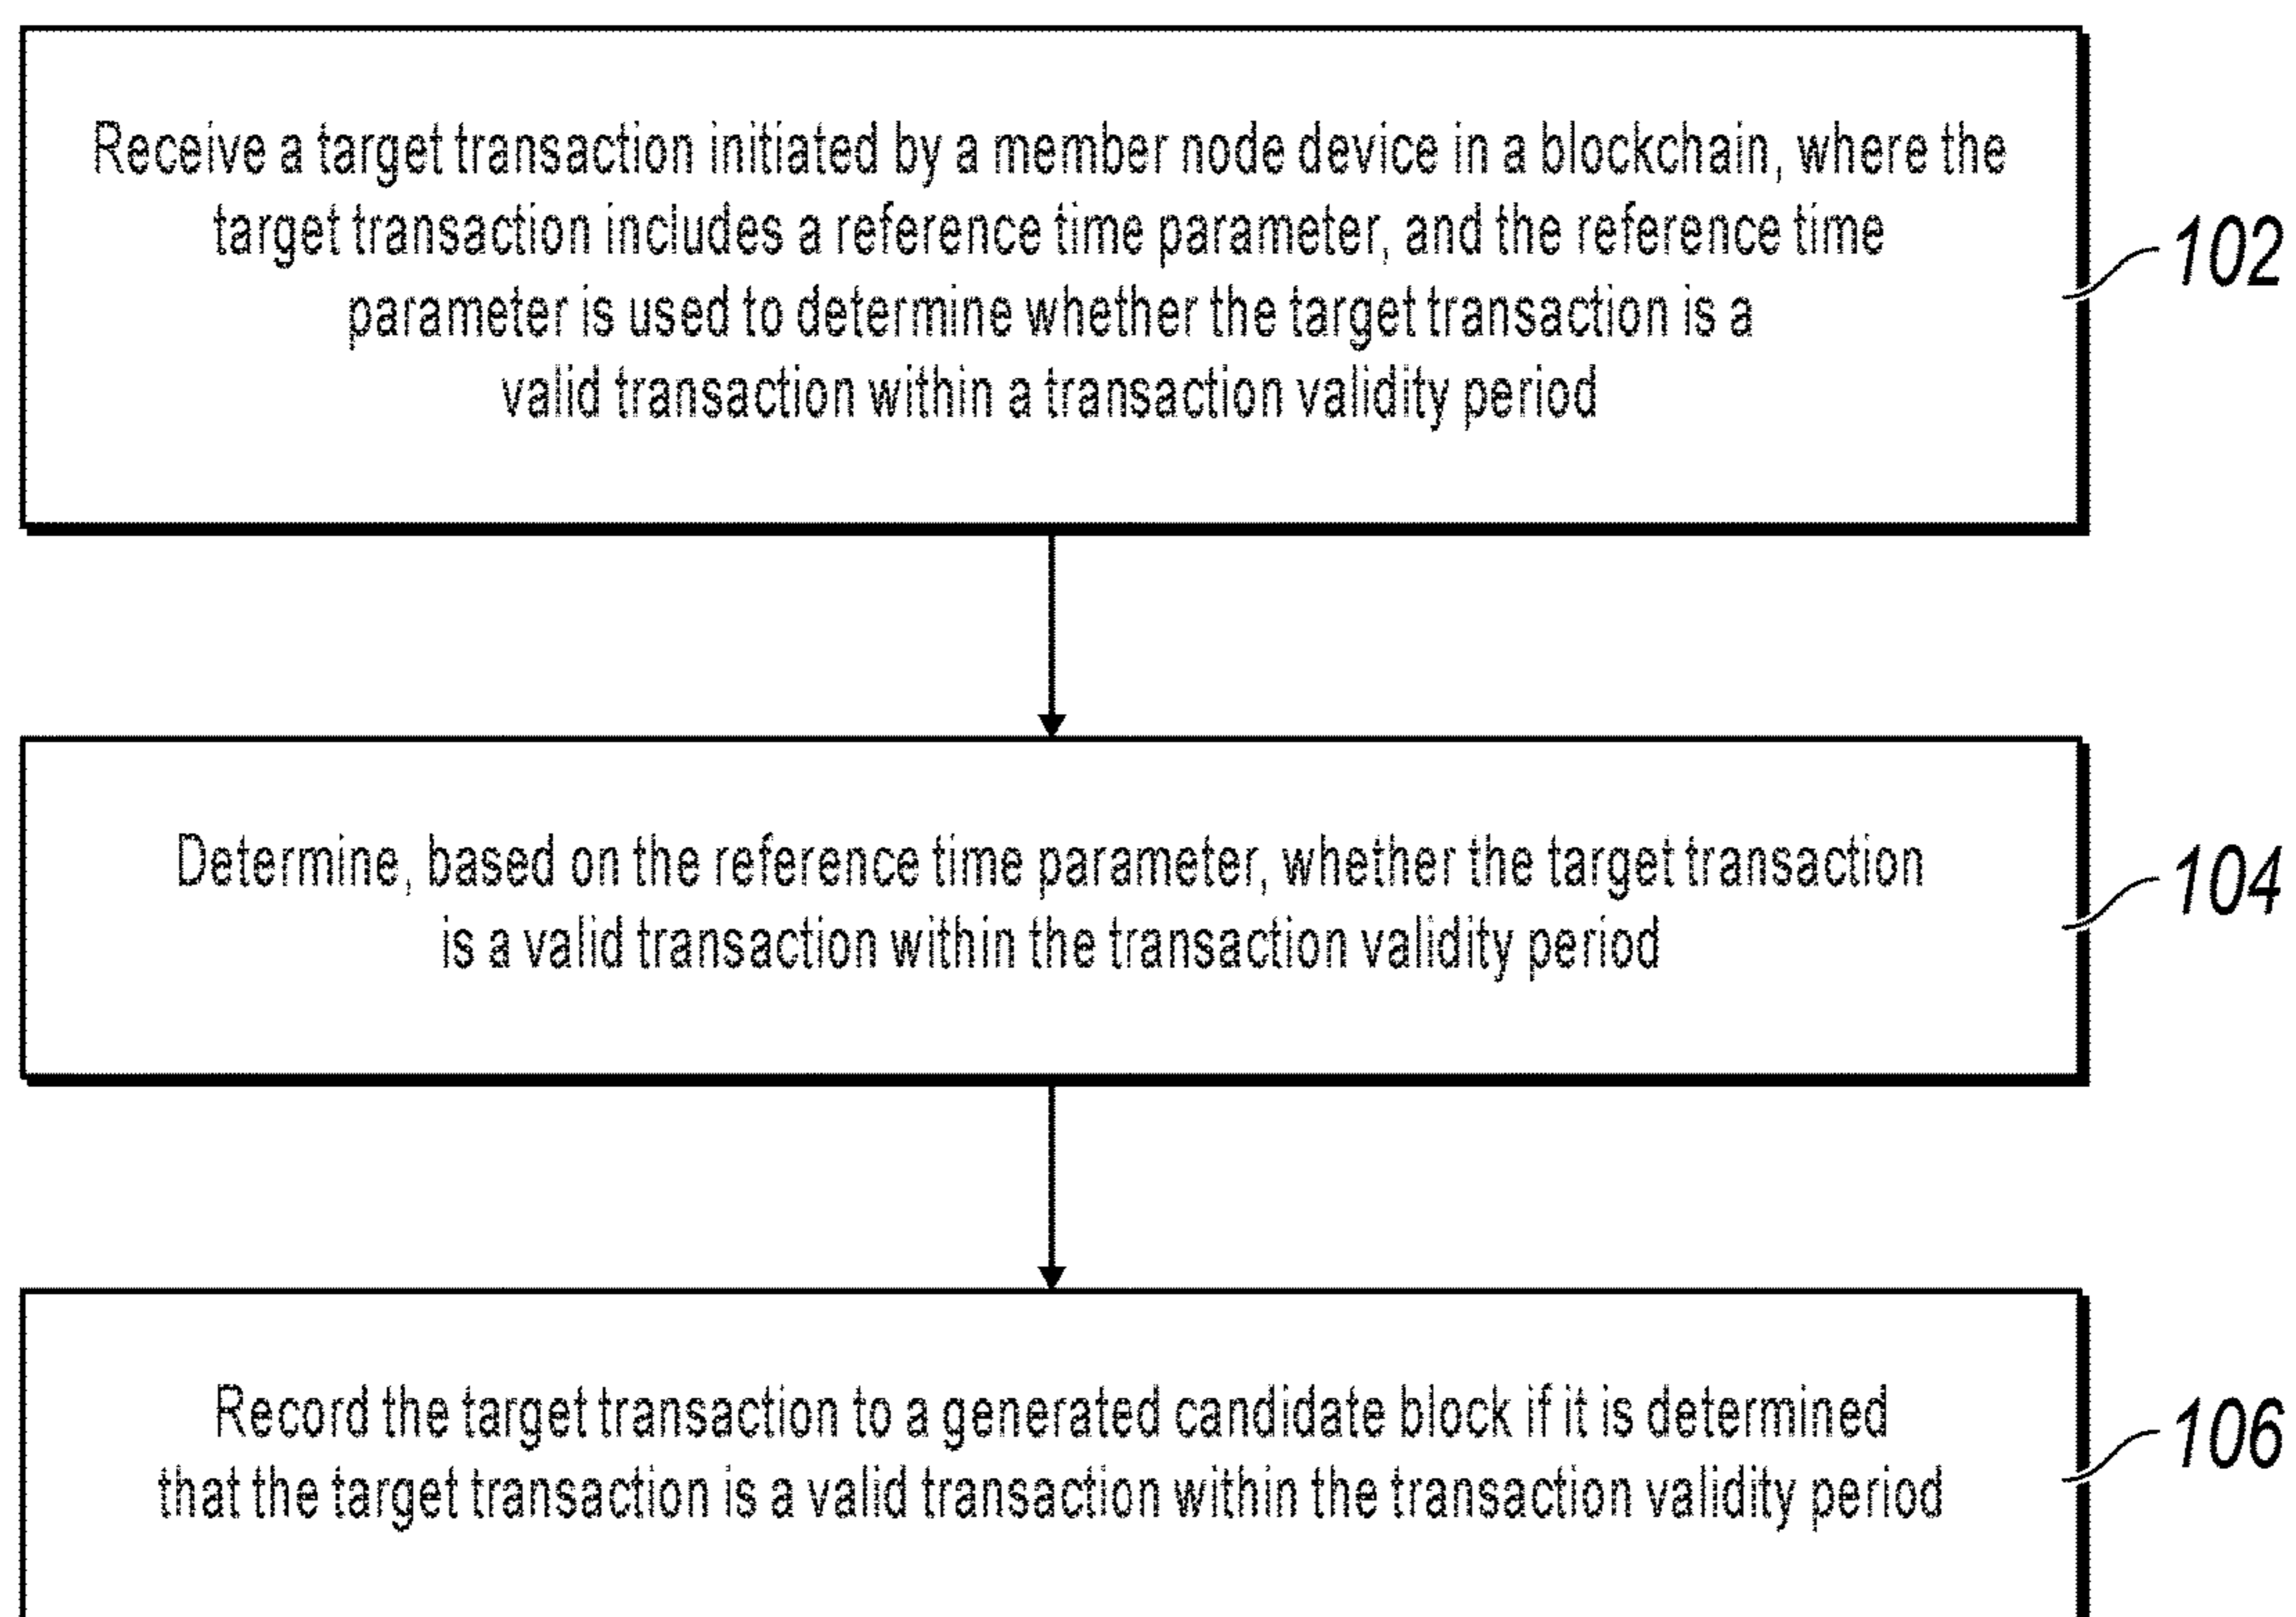 Receive a target transaction initiated by a member node device in a blockchain, where the
target transaction includes a reference time parameter, and the reference time
parameter is used to determine whether the target transaction is a
valid transaction within a transaction validity period
102
Determine, based on the reference time parameter, whether the target transaction
is a valid transaction within the transaction validity period
104
Record the target transaction to a generated candidate block if it is determined
that the target transaction is a valid transaction within the transaction validity period
106